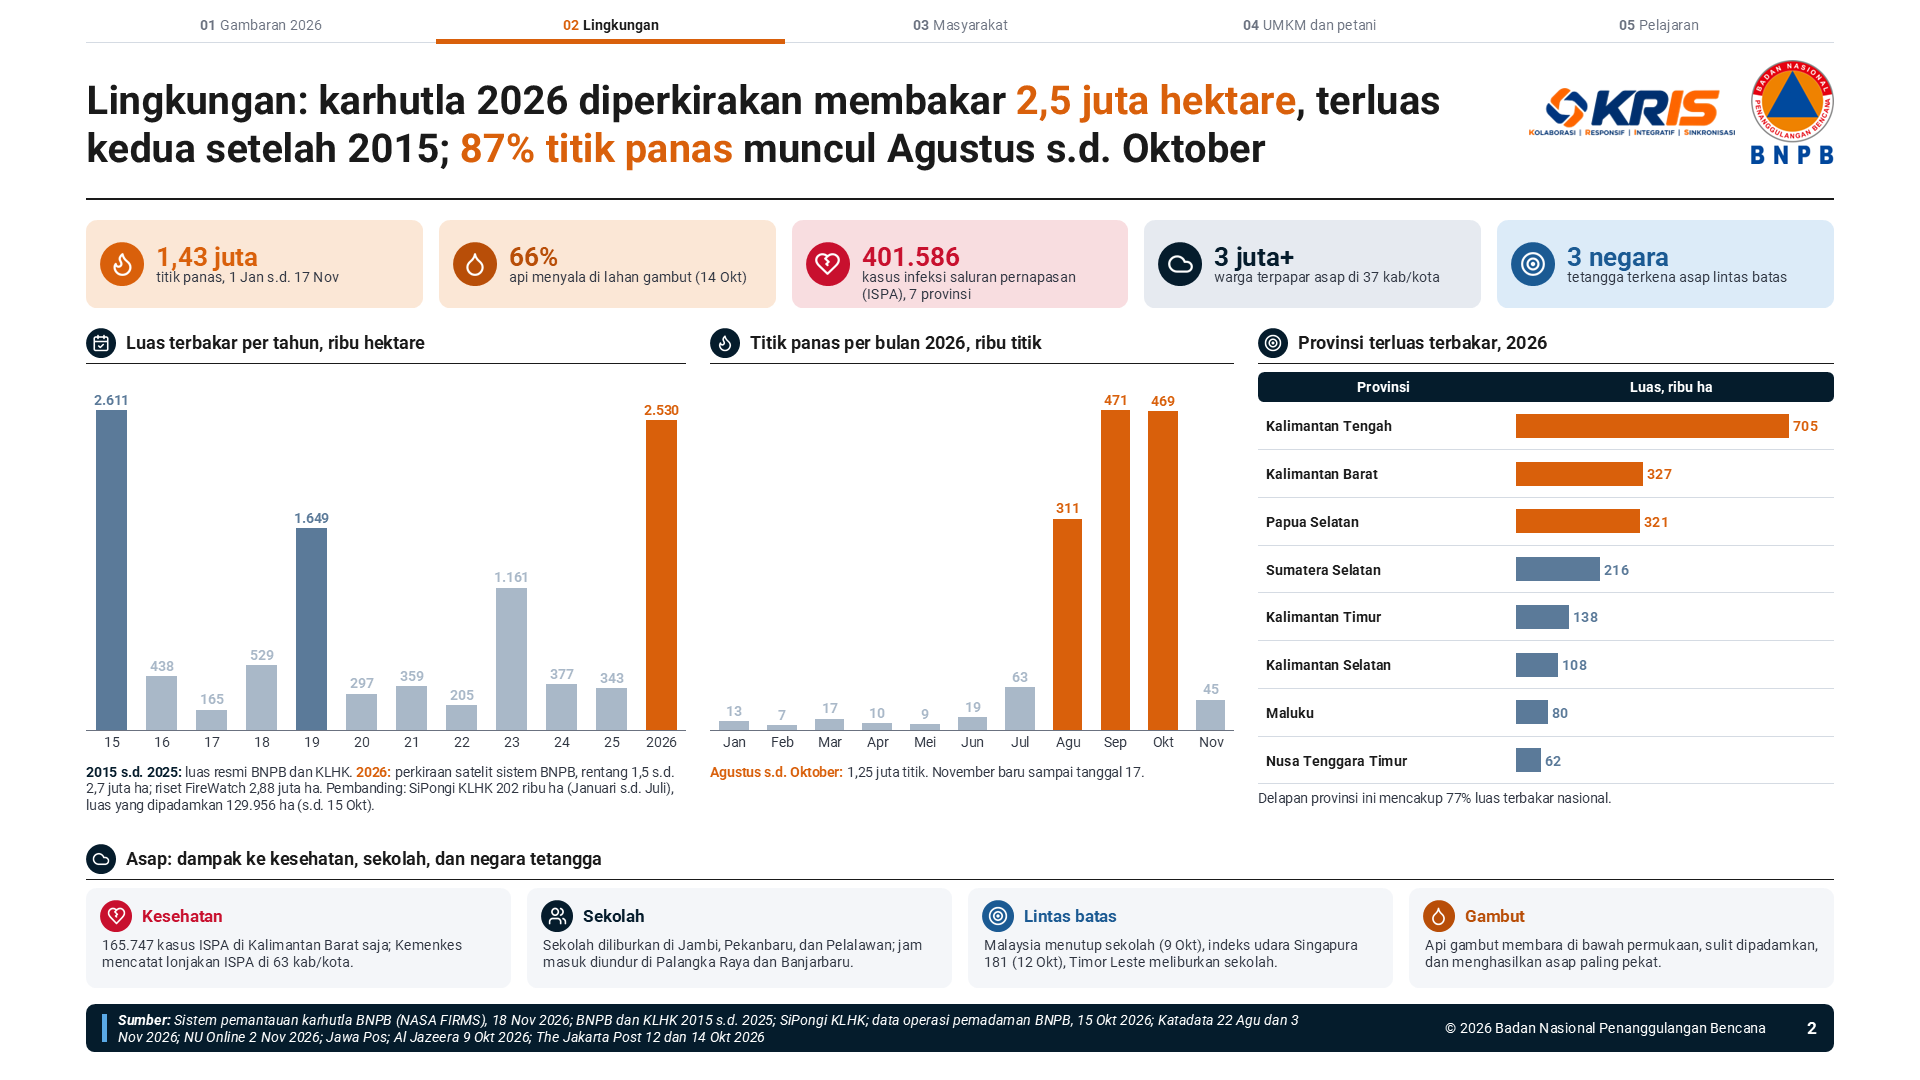 01 Gambaran 2026
02 Lingkungan
03 Masyarakat
04 UMKM dan petani
05 Pelajaran
Lingkungan: karhutla 2026 diperkirakan membakar 2,5 juta hektare, terluas
kedua setelah 2015; 87% titik panas muncul Agustus s.d. Oktober
KRIS
KOLABORASI | RESPONSIF | INTEGRATIF | SINKRONISASI
BADAN NASIONAL
PENANGGULANGAN BENCANA
BNPB
1,43 juta
titik panas, 1 Jan s.d. 17 Nov
66%
api menyala di lahan gambut (14 Okt)
401.586
kasus infeksi saluran pernapasan
(ISPA), 7 provinsi
3 juta+
warga terpapar asap di 37 kab/kota
3 negara
tetangga terkena asap lintas batas
Luas terbakar per tahun, ribu hektare
2.611
438
165
529
1.649
297
359
205
1.161
377
343
2.530
15 16 17 18 19 20 21 22 23 24 25 2026
2015 s.d. 2025: luas resmi BNPB dan KLHK. 2026: perkiraan satelit sistem BNPB, rentang 1,5 s.d.
2,7 juta ha; riset FireWatch 2,88 juta ha. Pembanding: SiPongi KLHK 202 ribu ha (Januari s.d. Juli),
luas yang dipadamkan 129.956 ha (s.d. 15 Okt).
Titik panas per bulan 2026, ribu titik
13
7
17
10
9
19
63
311
471
469
45
Jan Feb Mar Apr Mei Jun Jul Agu Sep Okt Nov
Agustus s.d. Oktober: 1,25 juta titik. November baru sampai tanggal 17.
Provinsi terluas terbakar, 2026
Provinsi Luas, ribu ha
Kalimantan Tengah 705
Kalimantan Barat 327
Papua Selatan 321
Sumatera Selatan 216
Kalimantan Timur 138
Kalimantan Selatan 108
Maluku 80
Nusa Tenggara Timur 62
Delapan provinsi ini mencakup 77% luas terbakar nasional.
Asap: dampak ke kesehatan, sekolah, dan negara tetangga
Kesehatan
165.747 kasus ISPA di Kalimantan Barat saja; Kemenkes
mencatat lonjakan ISPA di 63 kab/kota.
Sekolah
Sekolah diliburkan di Jambi, Pekanbaru, dan Pelalawan; jam
masuk diundur di Palangka Raya dan Banjarbaru.
Lintas batas
Malaysia menutup sekolah (9 Okt), indeks udara Singapura
181 (12 Okt), Timor Leste meliburkan sekolah.
Gambut
Api gambut membara di bawah permukaan, sulit dipadamkan,
dan menghasilkan asap paling pekat.
Sumber: Sistem pemantauan karhutla BNPB (NASA FIRMS), 18 Nov 2026; BNPB dan KLHK 2015 s.d. 2025; SiPongi KLHK; data operasi pemadaman BNPB, 15 Okt 2026; Katadata 22 Agu dan 3
Nov 2026; NU Online 2 Nov 2026; Jawa Pos; Al Jazeera 9 Okt 2026; The Jakarta Post 12 dan 14 Okt 2026
© 2026 Badan Nasional Penanggulangan Bencana
2